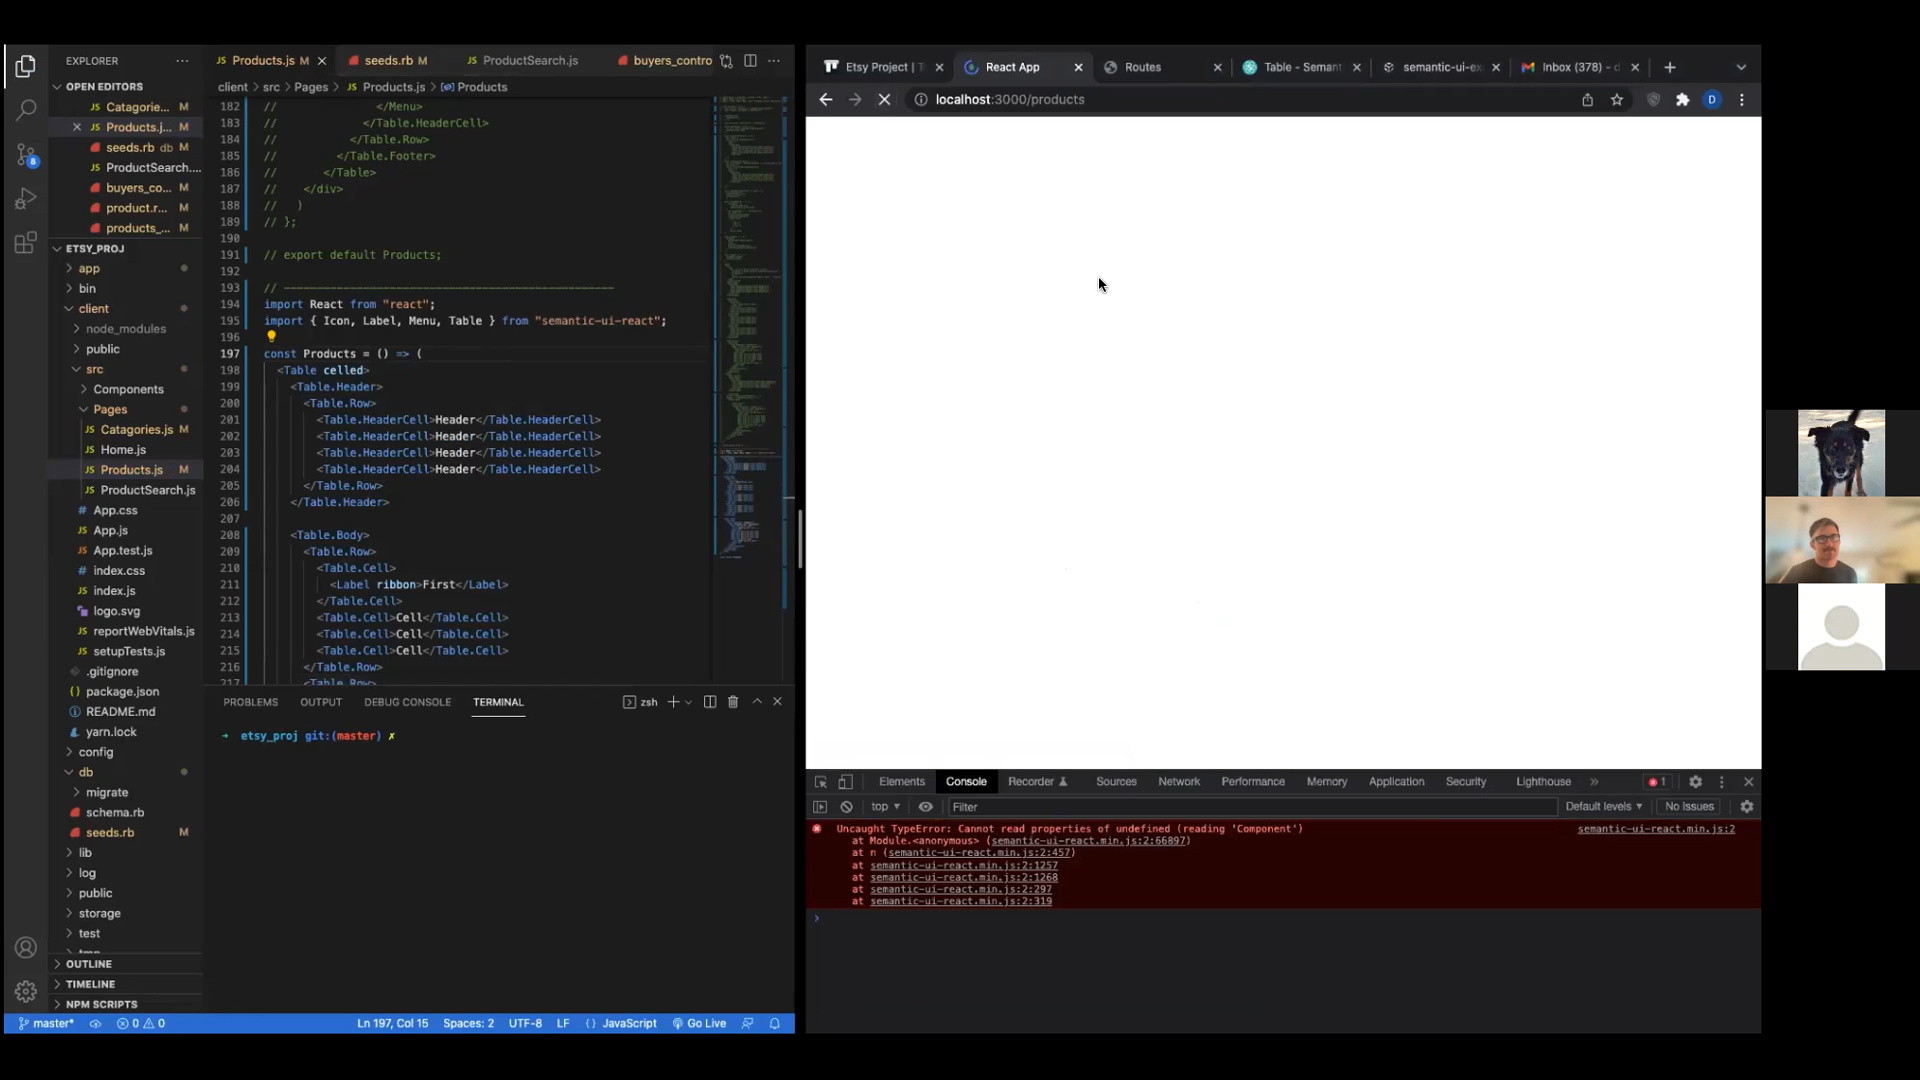 EXPLORER
OPEN EDITORS
Catagorie... M
Products.j... M
seeds.rb db M
ProductSearch....
buyers_co... M
product.r... M
products_... M
ETSY_PROJ
app
bin
client
node_modules
public
src
Components
Pages
Catagories.js M
Home.js
Products.js M
ProductSearch.js
App.css
App.js
App.test.js
index.css
index.js
logo.svg
reportWebVitals.js
setupTests.js
.gitignore
package.json
README.md
yarn.lock
config
db
migrate
schema.rb
seeds.rb M
lib
log
public
storage
test
tmp
OUTLINE
TIMELINE
NPM SCRIPTS
Products.js M
seeds.rb M
ProductSearch.js
buyers_contro
client > src > Pages > Products.js > Products
182 // </Menu>
183 // </Table.HeaderCell>
184 // </Table.Row>
185 // </Table.Footer>
186 // </Table>
187 // </div>
188 // )
189 // };
190
191 // export default Products;
192
193 // --------------------------------------------------
194 import React from "react";
195 import { Icon, Label, Menu, Table } from "semantic-ui-react";
196
197 const Products = () => (
198 <Table celled>
199 <Table.Header>
200 <Table.Row>
201 <Table.HeaderCell>Header</Table.HeaderCell>
202 <Table.HeaderCell>Header</Table.HeaderCell>
203 <Table.HeaderCell>Header</Table.HeaderCell>
204 <Table.HeaderCell>Header</Table.HeaderCell>
205 </Table.Row>
206 </Table.Header>
207
208 <Table.Body>
209 <Table.Row>
210 <Table.Cell>
211 <Label ribbon>First</Label>
212 </Table.Cell>
213 <Table.Cell>Cell</Table.Cell>
214 <Table.Cell>Cell</Table.Cell>
215 <Table.Cell>Cell</Table.Cell>
216 </Table.Row>
217 <Table.Row>
PROBLEMS OUTPUT DEBUG CONSOLE TERMINAL zsh
→ etsy_proj git:(master) ✗
8
master* 0 0 Ln 197, Col 15 Spaces: 2 UTF-8 LF {} JavaScript Go Live
Etsy Project | T
React App
Routes
Table - Semant
semantic-ui-ex
Inbox (378) - d
localhost:3000/products
D
Elements Console Recorder Sources Network Performance Memory Application Security Lighthouse » 1
top Filter Default levels No Issues
Uncaught TypeError: Cannot read properties of undefined (reading 'Component') semantic-ui-react.min.js:2
at Module.<anonymous> (semantic-ui-react.min.js:2:66897)
at n (semantic-ui-react.min.js:2:457)
at semantic-ui-react.min.js:2:1257
at semantic-ui-react.min.js:2:1268
at semantic-ui-react.min.js:2:297
at semantic-ui-react.min.js:2:319